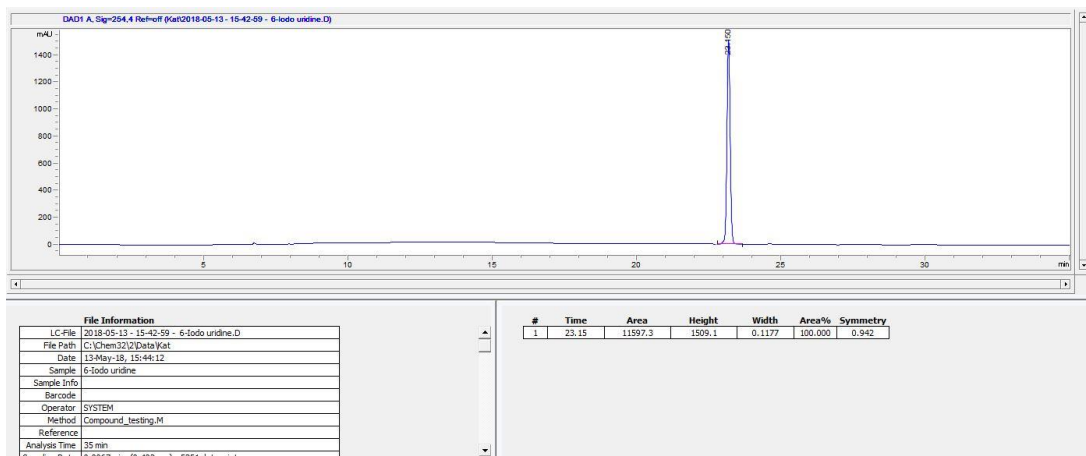 DAD1 A, Sig=254,4 Ref=off (Kat\2018-05-13 - 15-42-59 - 6-Iodo uridine.D)
mAU
1400
1200
1000
800
600
400
200
0
23.150
5 10 15 20 25 30 min
File Information
LC-File 2018-05-13 - 15-42-59 - 6-Iodo uridine.D
File Path C:\Chem32\2\Data\Kat
Date 13-May-18, 15:44:12
Sample 6-Iodo uridine
Sample Info
Barcode
Operator SYSTEM
Method Compound_testing.M
Reference
Analysis Time 35 min
# Time Area Height Width Area% Symmetry
1 23.15 11597.3 1509.1 0.1177 100.000 0.942